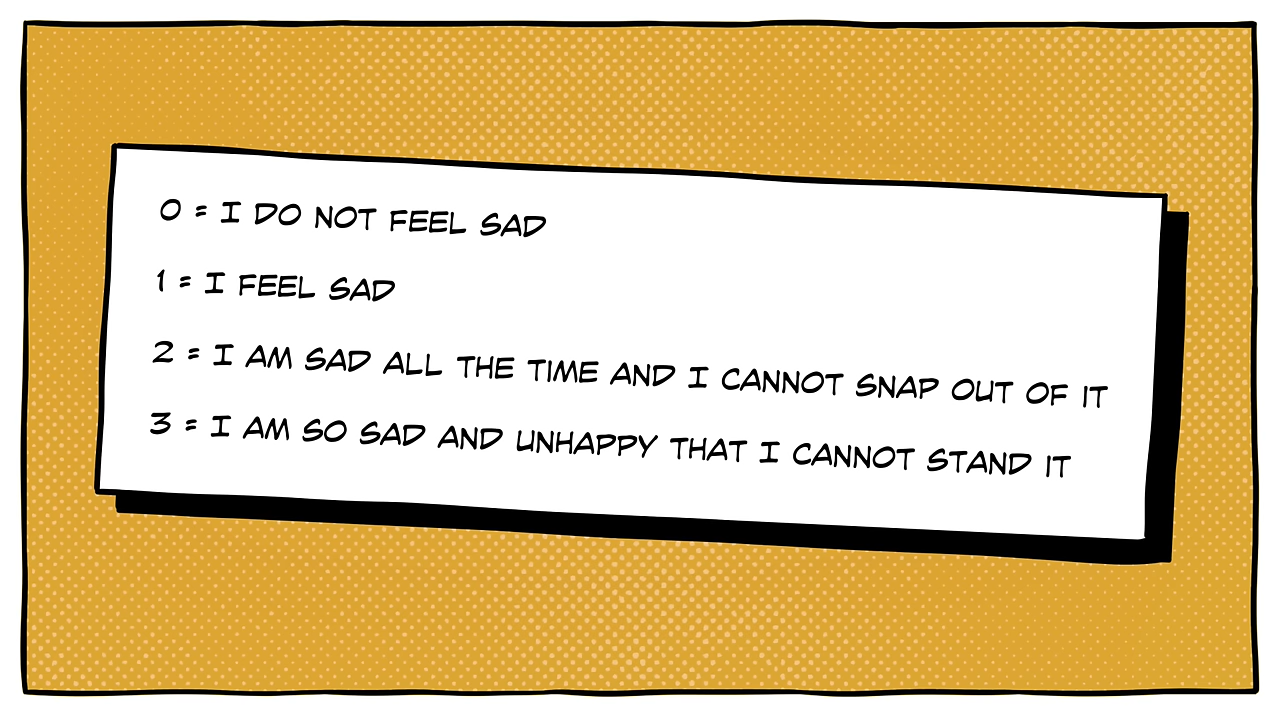 0 = I DO NOT FEEL SAD
1 = I FEEL SAD
2 = I AM SAD ALL THE TIME AND I CANNOT SNAP OUT OF IT
3 = I AM SO SAD AND UNHAPPY THAT I CANNOT STAND IT